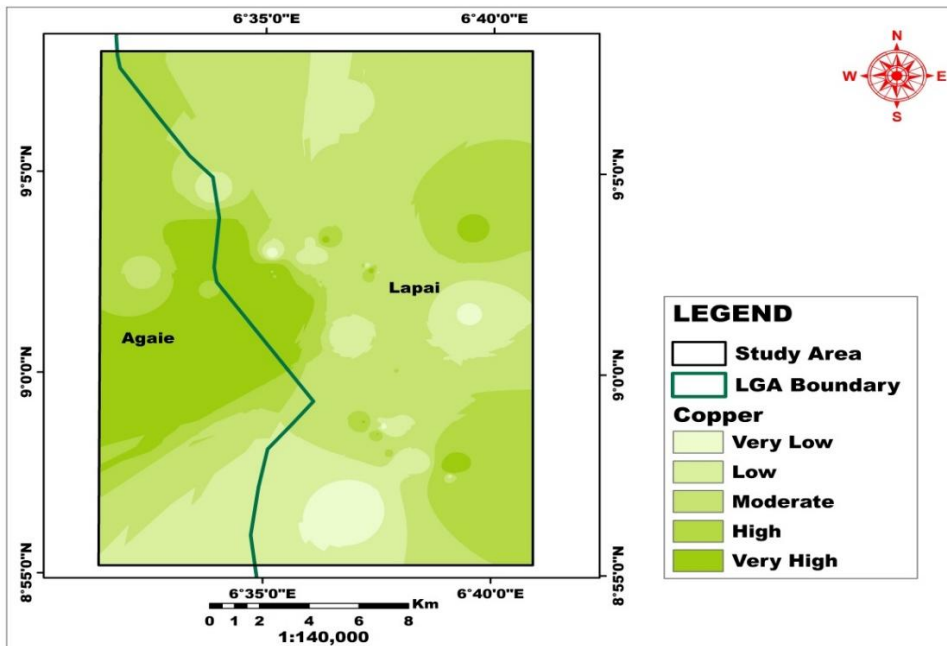 6°35'0"E
6°40'0"E
N
W
E
S
9°5'0"N
9°5'0"N
Lapai
Agaie
9°0'0"N
9°0'0"N
8°55'0"N
8°55'0"N
6°35'0"E
6°40'0"E
Km
0 1 2 4 6 8
1:140,000
LEGEND
Study Area
LGA Boundary
Copper
Very Low
Low
Moderate
High
Very High